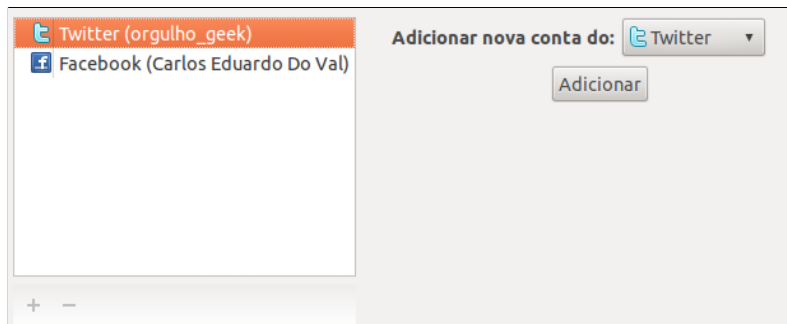 Twitter (orgulho_geek)
Facebook (Carlos Eduardo Do Val)
Adicionar nova conta do: Twitter
Adicionar